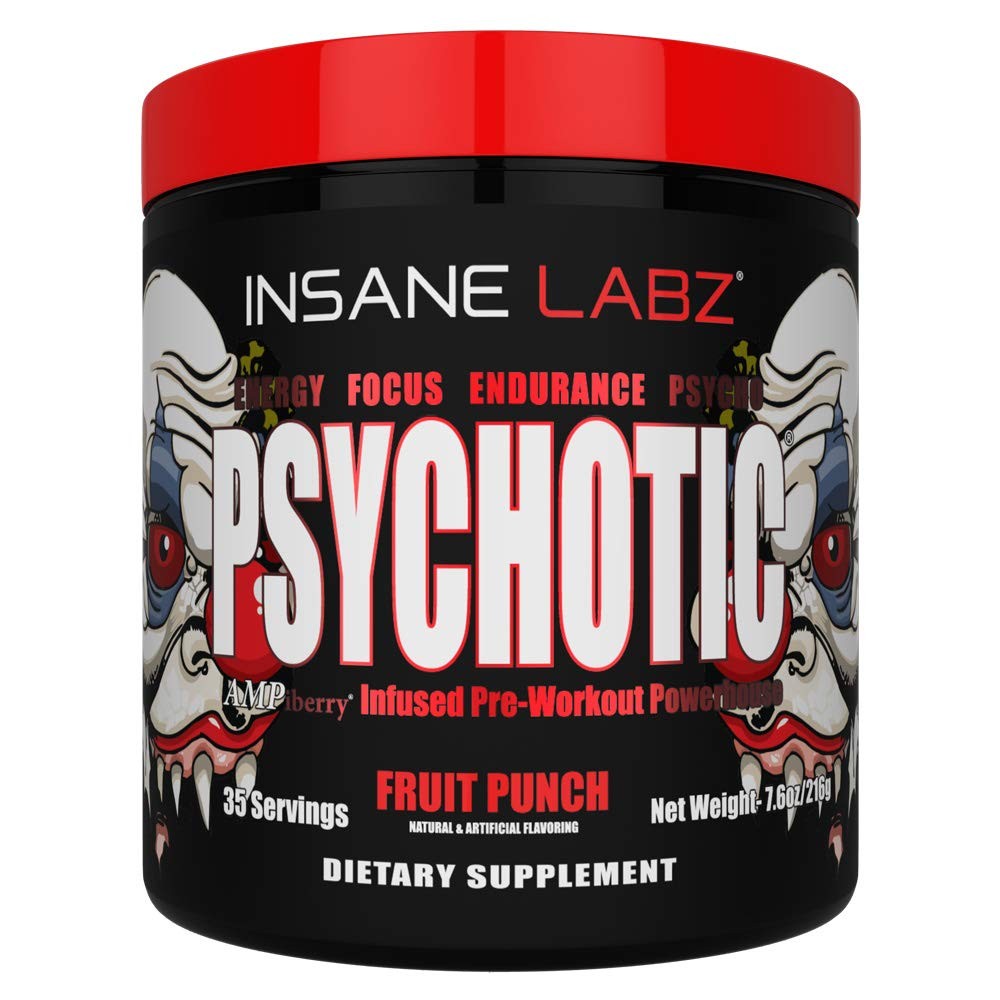 INSANE LABZ®
ENERGY FOCUS ENDURANCE PSYCHO
PSYCHOTIC®
AMPiberry® Infused Pre-Workout Powerhouse
35 Servings
FRUIT PUNCH
NATURAL & ARTIFICIAL FLAVORING
Net Weight- 7.6oz/216g
DIETARY SUPPLEMENT